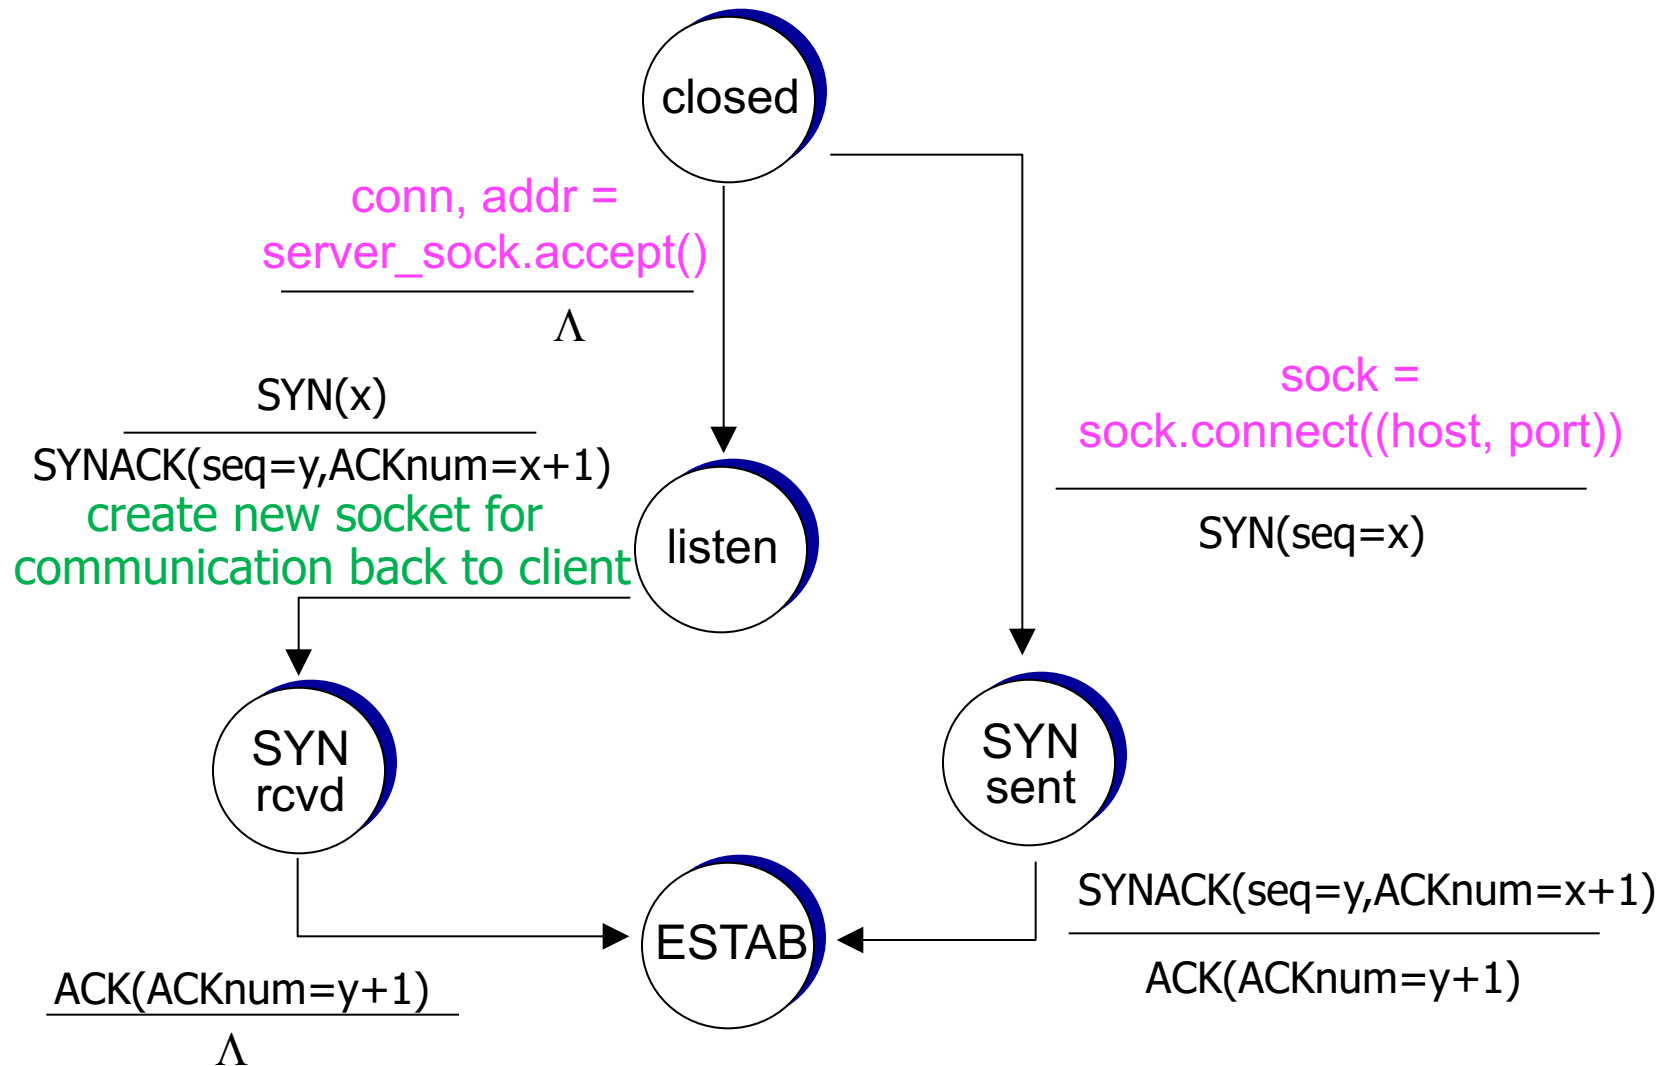 closed
conn, addr =
server_sock.accept()
Λ
SYN(x)
SYNACK(seq=y,ACKnum=x+1)
create new socket for
communication back to client
listen
sock =
sock.connect((host, port))
SYN(seq=x)
SYN
rcvd
SYN
sent
ESTAB
SYNACK(seq=y,ACKnum=x+1)
ACK(ACKnum=y+1)
ACK(ACKnum=y+1)
Λ